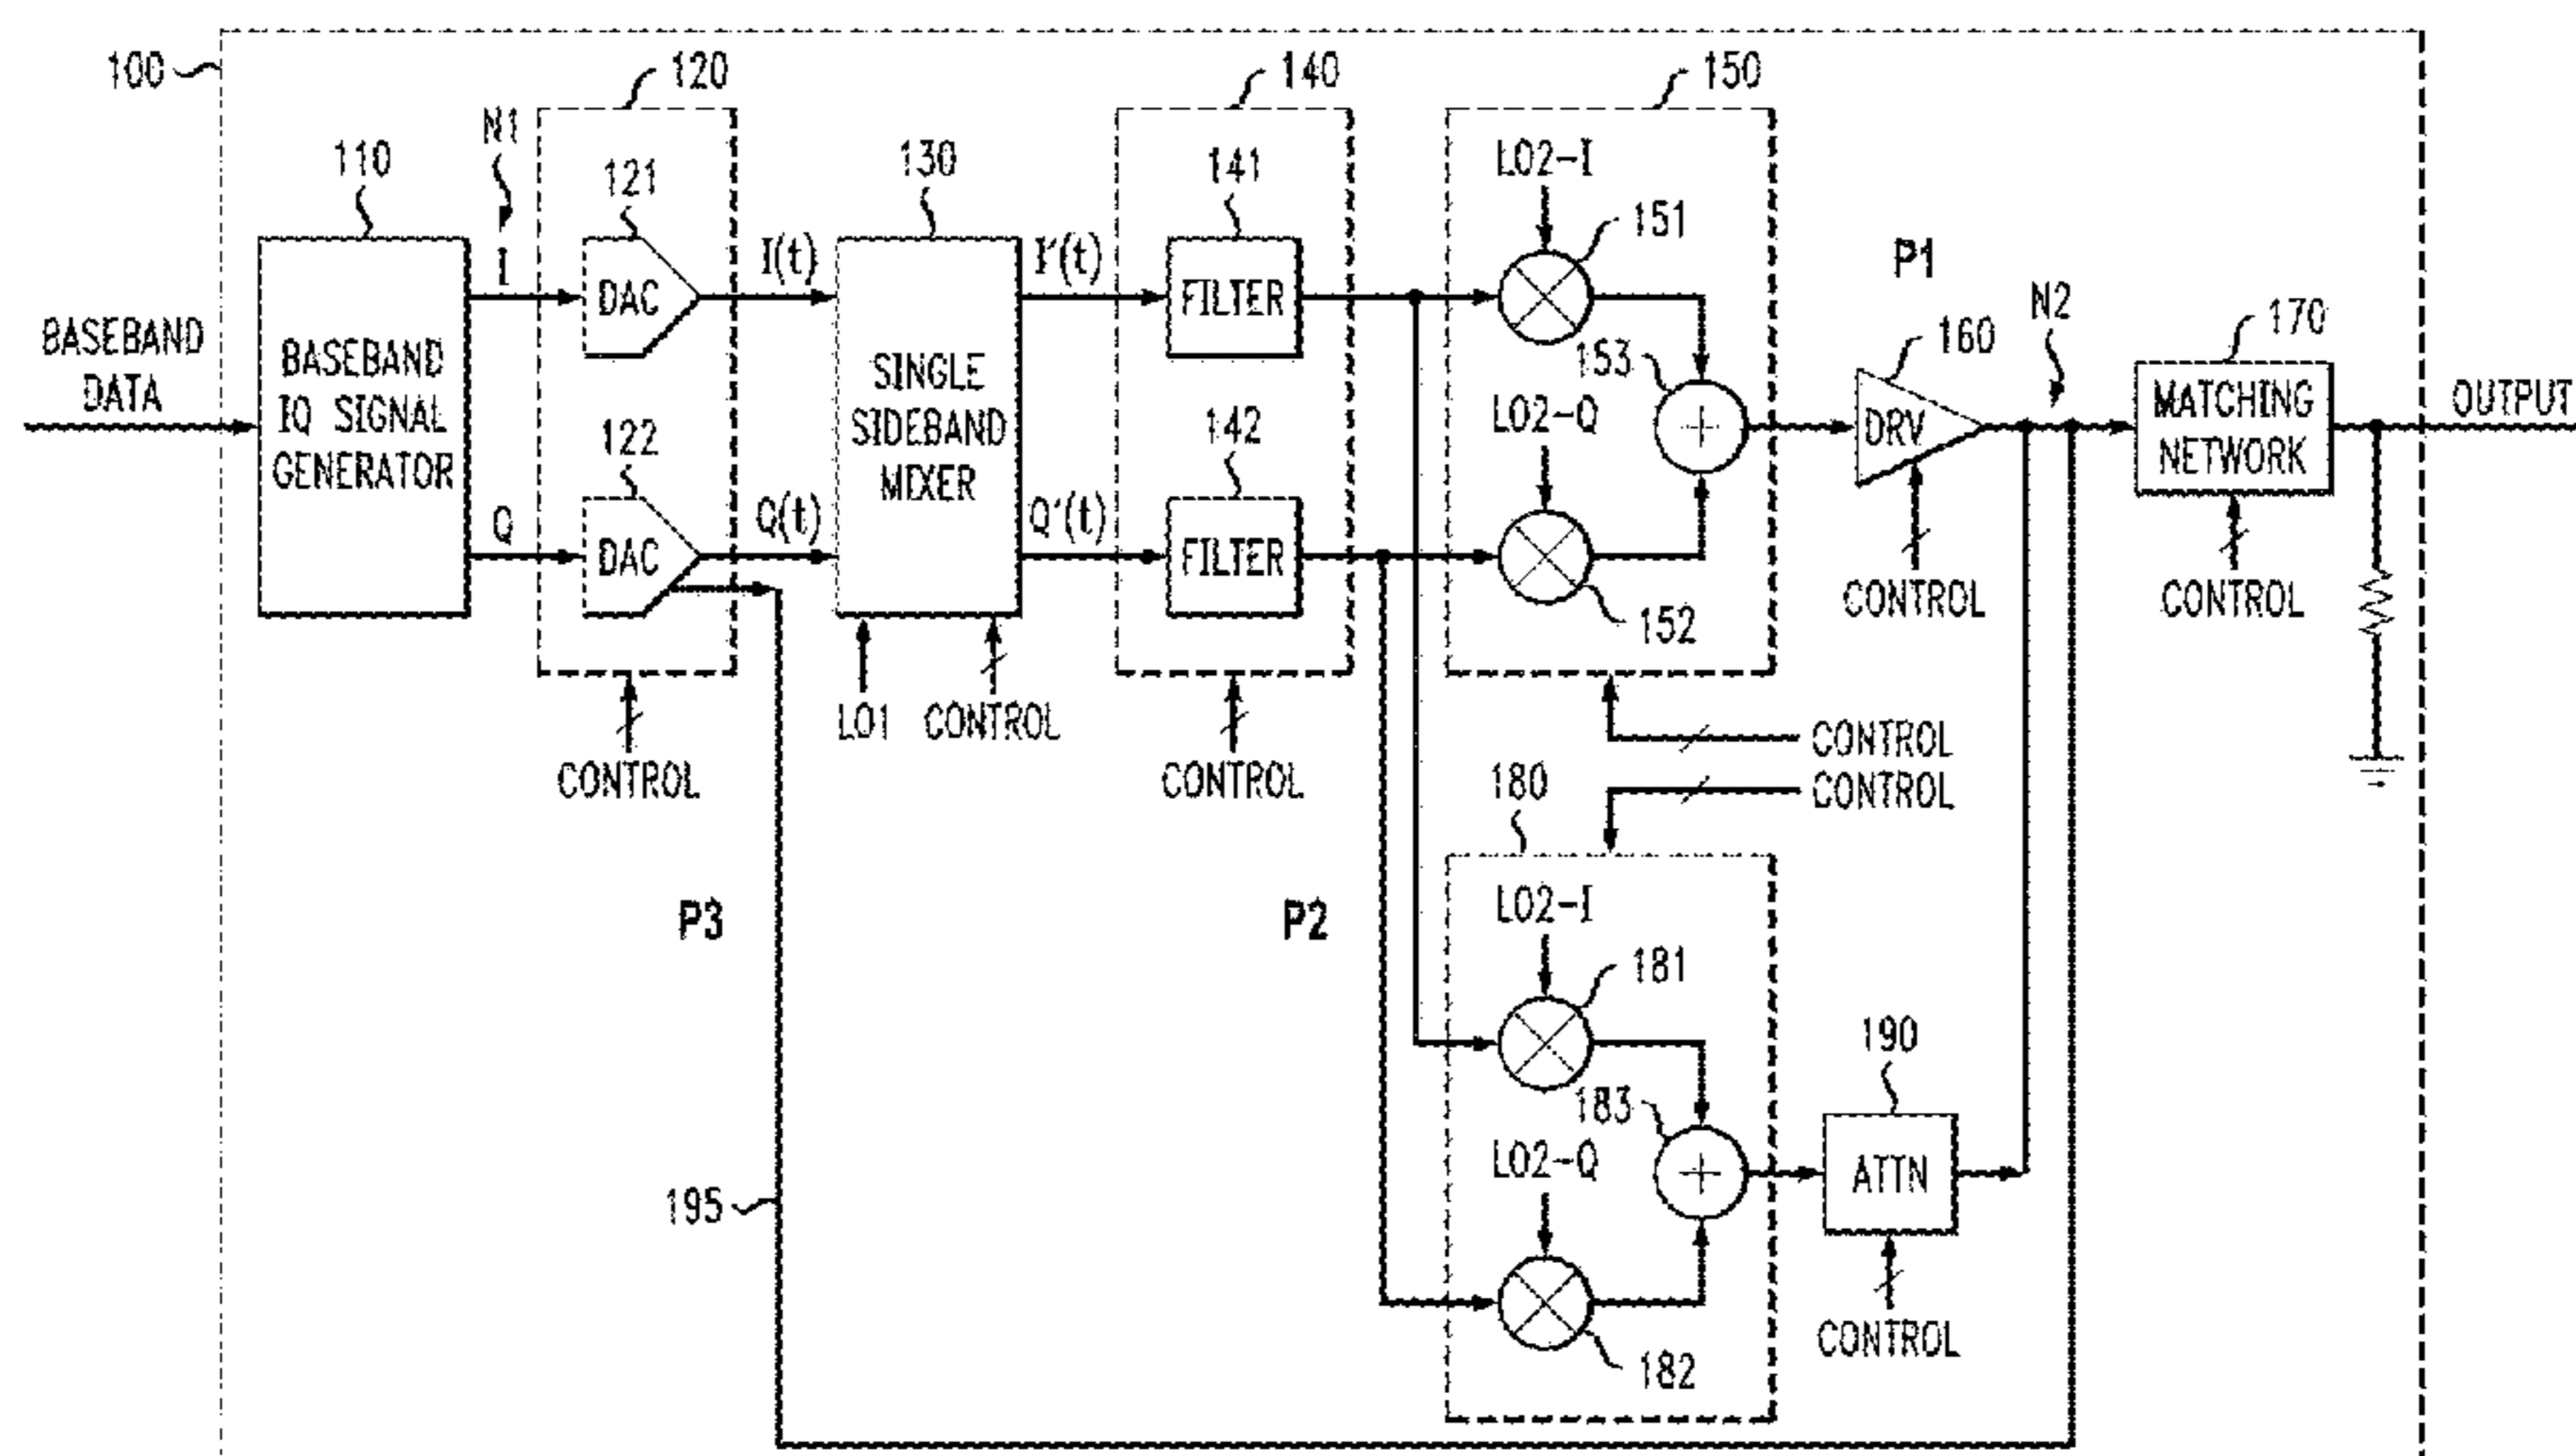 100
120
140
150
N1
110
121
130
141
LO2-I
151
P1
I
I(t)
I'(t)
DAC
FILTER
153
160
N2
170
BASEBAND
DATA
BASEBAND
IQ SIGNAL
GENERATOR
SINGLE
SIDEBAND
MIXER
122
142
LO2-Q
DRV
MATCHING
NETWORK
OUTPUT
Q
Q(t)
Q'(t)
DAC
FILTER
152
CONTROL
CONTROL
LO1
CONTROL
CONTROL
CONTROL
CONTROL
CONTROL
180
P3
P2
LO2-I
181
190
183
LO2-Q
ATTN
195
CONTROL
182